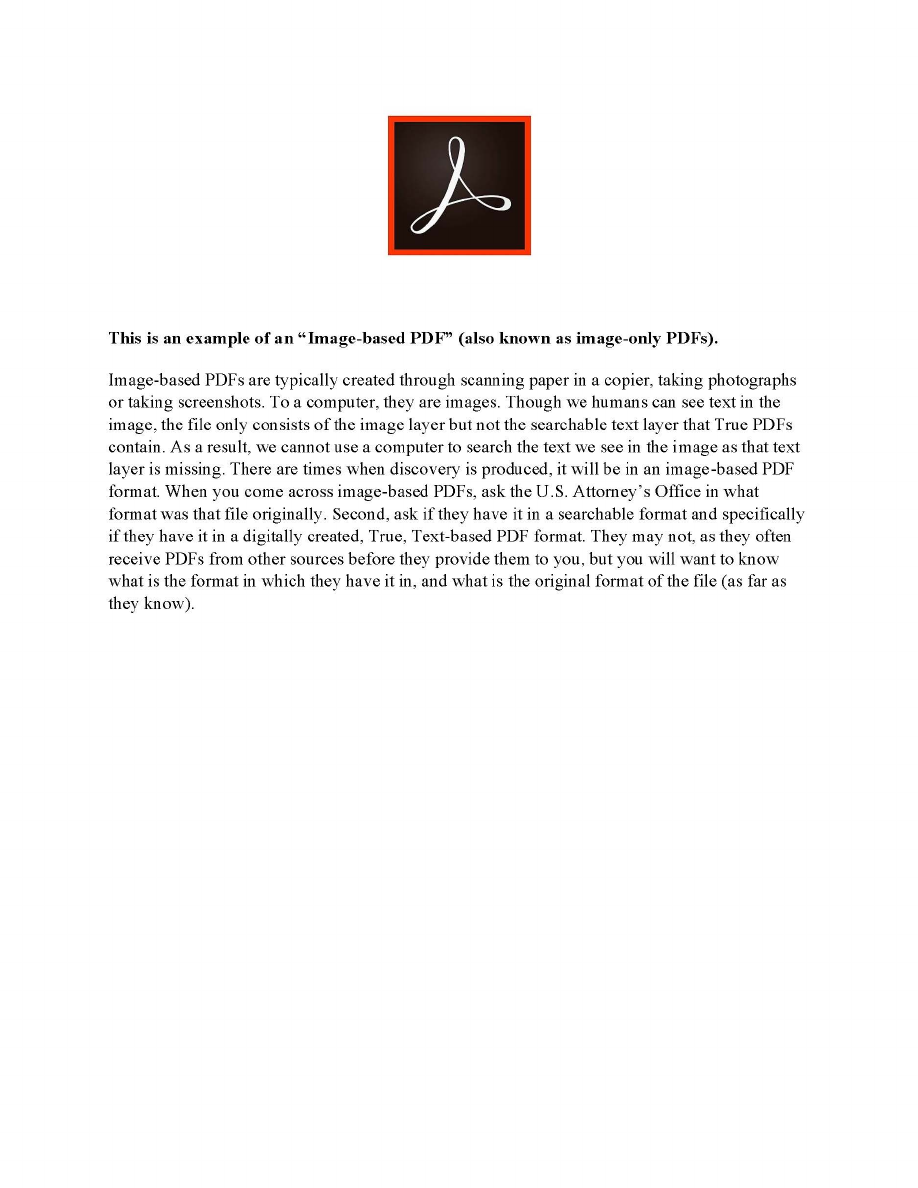 This is an example of an “Image-based PDF” (also known as image-only PDFs).
Image-based PDFs are typically created through scanning paper in a copier, taking photographs
or taking screenshots. To a computer, they are images. Though we humans can see text in the
image, the file only consists of the image layer but not the searchable text layer that True PDFs
contain. As a result, we cannot use a computer to search the text we see in the image as that text
layer is missing. There are times when discovery is produced, it will be in an image-based PDF
format. When you come across image-based PDFs, ask the U.S. Attorney’s Office in what
format was that file originally. Second, ask if they have it in a searchable format and specifically
if they have it in a digitally created, True, Text-based PDF format. They may not, as they often
receive PDFs from other sources before they provide them to you, but you will want to know
what is the format in which they have it in, and what is the original format of the file (as far as
they know).